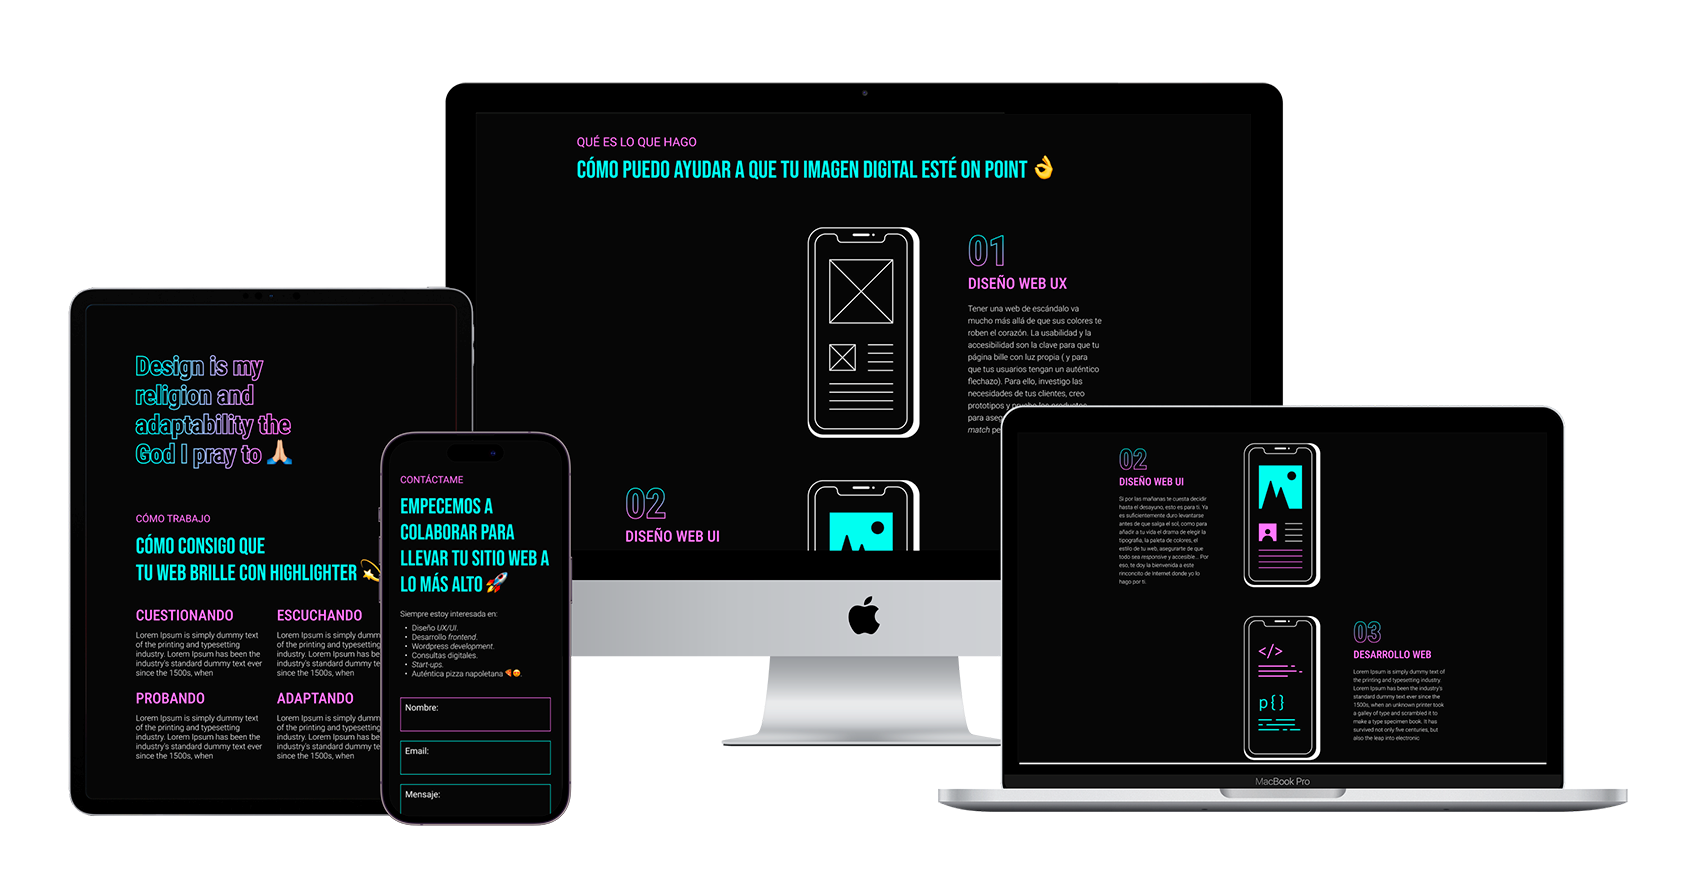 QUÉ ES LO QUE HAGO
CÓMO PUEDO AYUDAR A QUE TU IMAGEN DIGITAL ESTÉ ON POINT 👌
01
DISEÑO WEB UX
Tener una web de escándalo va
mucho más allá de que sus colores te
roben el corazón. La usabilidad y la
accesibilidad son la clave para que tu
página bille con luz propia ( y para
que tus usuarios tengan un auténtico
flechazo). Para ello, investigo las
necesidades de tus clientes, creo
prototipos y
para
match
02
DISEÑO WEB UI
Design is my
religion and
adaptability the
God I pray to 🙏🏻
CÓMO TRABAJO
CÓMO CONSIGO QUE
TU WEB BRILLE CON HIGHLIGHTER 💫
CUESTIONANDO
Lorem Ipsum is simply dummy text
of the printing and typesetting
industry. Lorem Ipsum has been the
industry's standard dummy text ever
since the 1500s, when
ESCUCHANDO
Lorem Ipsum is simply dumm
of the printing and typesetting
industry. Lorem Ipsum has be
industry's standard dummy te
since the 1500s, when
PROBANDO
Lorem Ipsum is simply dummy text
of the printing and typesetting
industry. Lorem Ipsum has been the
industry's standard dummy text ever
since the 1500s, when
ADAPTANDO
Lorem Ipsum is simply dumm
of the printing and typesetting
industry. Lorem Ipsum has be
industry's standard dummy te
since the 1500s, when
CONTÁCTAME
EMPECEMOS A
COLABORAR PARA
LLEVAR TU SITIO WEB A
LO MÁS ALTO 🚀
Siempre estoy interesada en:
• Diseño UX/UI.
• Desarrollo frontend.
• Wordpress development.
• Consultas digitales.
• Start-ups.
• Auténtica pizza napoletana 🍕😋.
Nombre:
Email:
Mensaje:
02
DISEÑO WEB UI
Si por las mañanas te cuesta decidir
hasta el desayuno, esto es para ti. Ya
es suficientemente duro levantarse
antes de que salga el sol, como para
añadir a tu vida el drama de elegir la
tipografía, la paleta de colores, el
estilo de tu web, asegurarte de que
todo sea responsive y accesible... Por
eso, te doy la bienvenida a este
rinconcito de Internet donde yo lo
hago por ti.
</>
p{}
03
DESARROLLO WEB
Lorem Ipsum is simply dummy text of
the printing and typesetting industry.
Lorem Ipsum has been the industry's
standard dummy text ever since the
1500s, when an unknown printer took
a galley of type and scrambled it to
make a type specimen book. It has
survived not only five centuries, but
also the leap into electronic
MacBook Pro